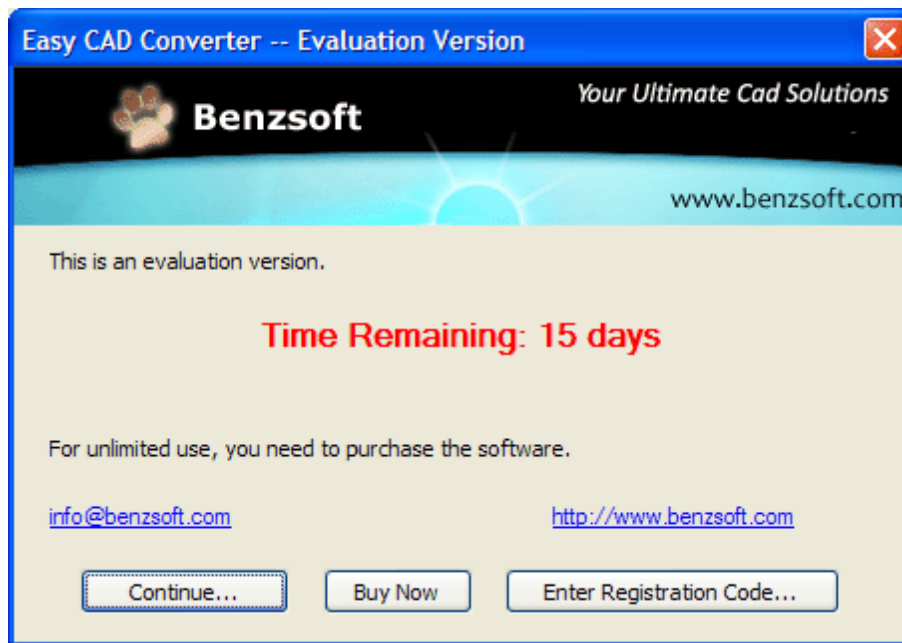 Easy CAD Converter -- Evaluation Version
Your Ultimate Cad Solutions
Benzsoft
www.benzsoft.com
This is an evaluation version.
Time Remaining: 15 days
For unlimited use, you need to purchase the software.
info@benzsoft.com http://www.benzsoft.com
Continue... Buy Now Enter Registration Code...